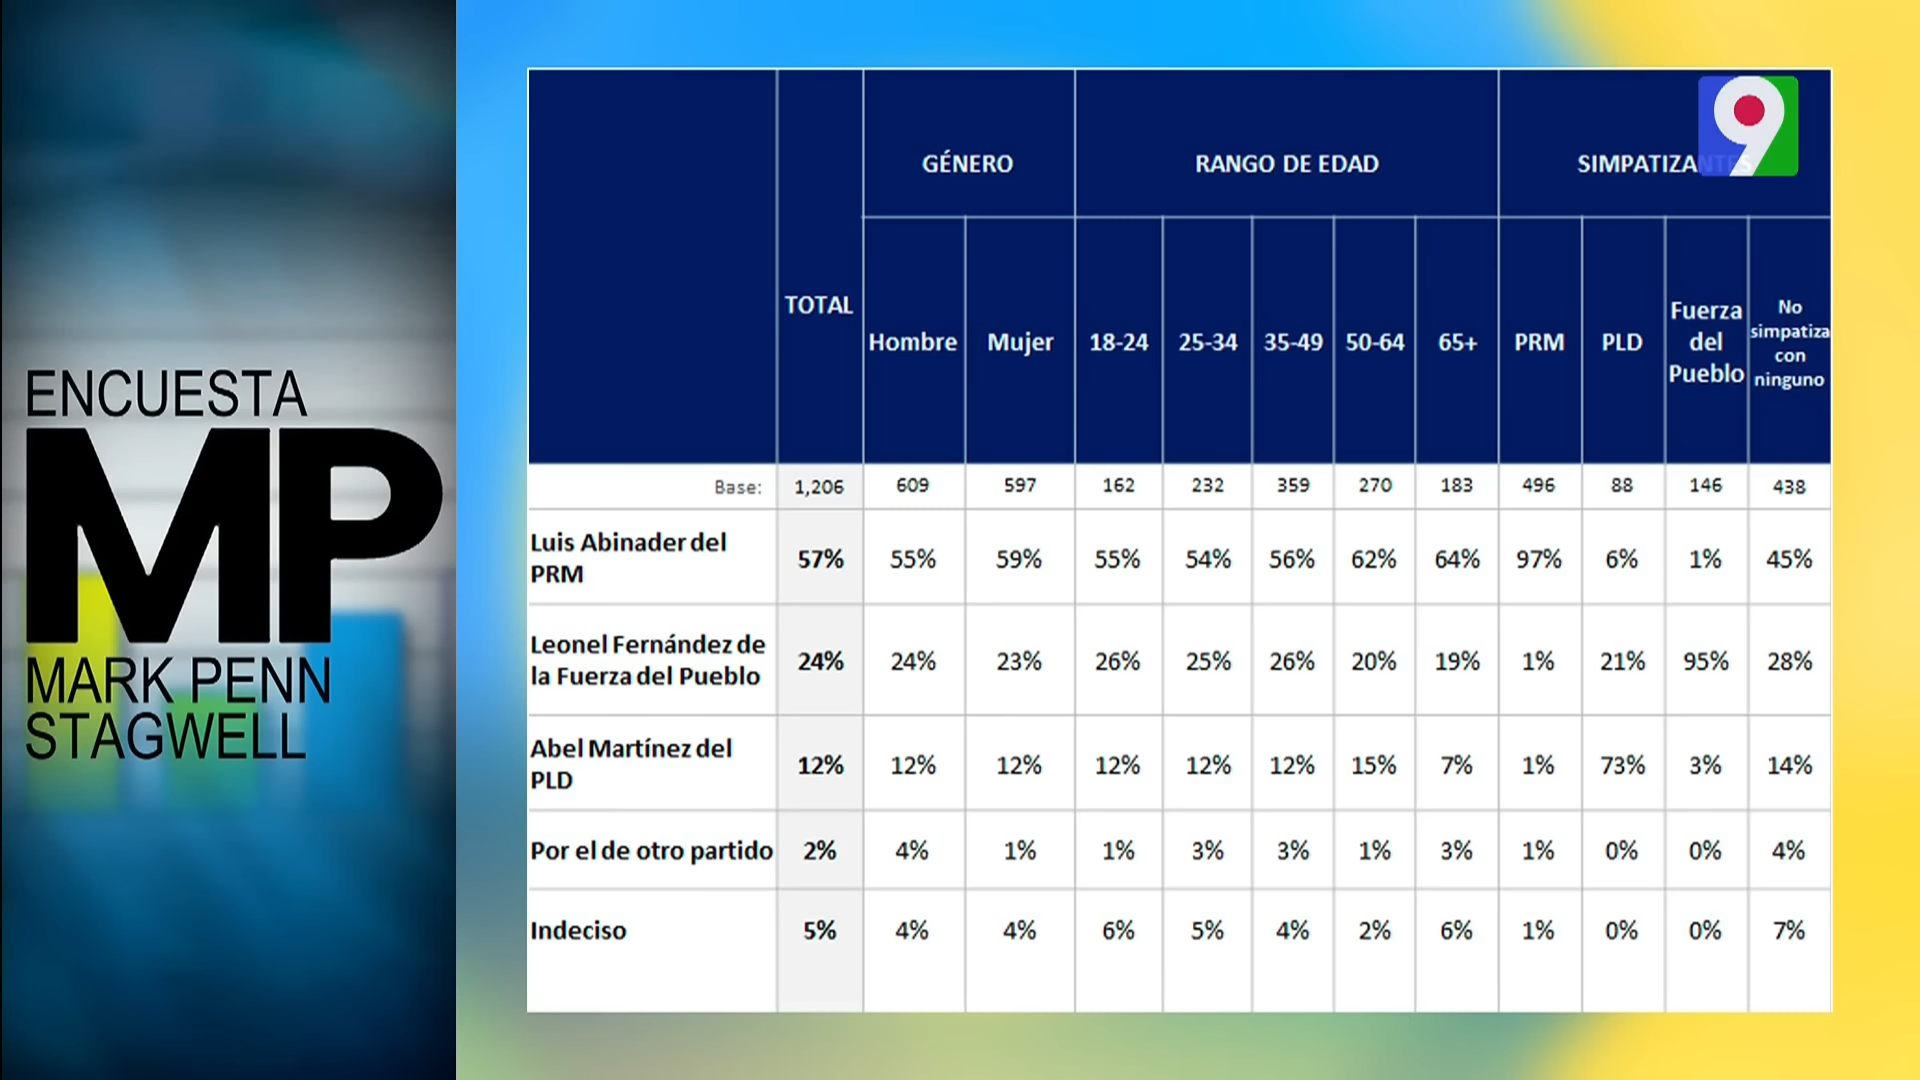 ENCUESTA
MP
MARK PENN
STAGWELL
9
GÉNERO RANGO DE EDAD SIMPATIZANTES
TOTAL Hombre Mujer 18-24 25-34 35-49 50-64 65+ PRM PLD Fuerza del Pueblo No simpatiza con ninguno
Base: 1,206 609 597 162 232 359 270 183 496 88 146 438
Luis Abinader del PRM 57% 55% 59% 55% 54% 56% 62% 64% 97% 6% 1% 45%
Leonel Fernández de la Fuerza del Pueblo 24% 24% 23% 26% 25% 26% 20% 19% 1% 21% 95% 28%
Abel Martínez del PLD 12% 12% 12% 12% 12% 12% 15% 7% 1% 73% 3% 14%
Por el de otro partido 2% 4% 1% 1% 3% 3% 1% 3% 1% 0% 0% 4%
Indeciso 5% 4% 4% 6% 5% 4% 2% 6% 1% 0% 0% 7%